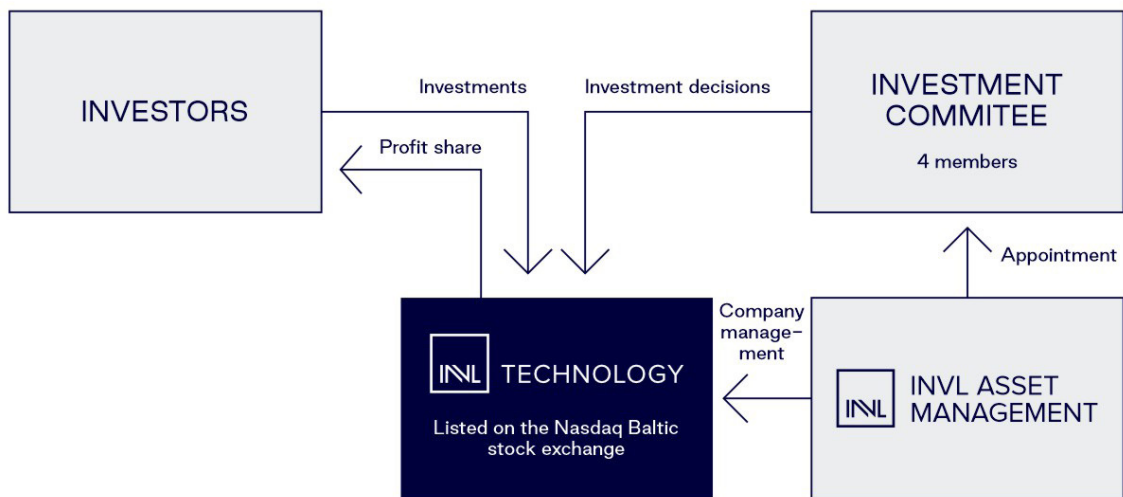 INVESTORS
Investments
Profit share
Investment decisions
INVESTMENT
COMMITEE
4 members
Appointment
INVL TECHNOLOGY
Listed on the Nasdaq Baltic
stock exchange
Company
manage–
ment
INVL INVL ASSET
MANAGEMENT